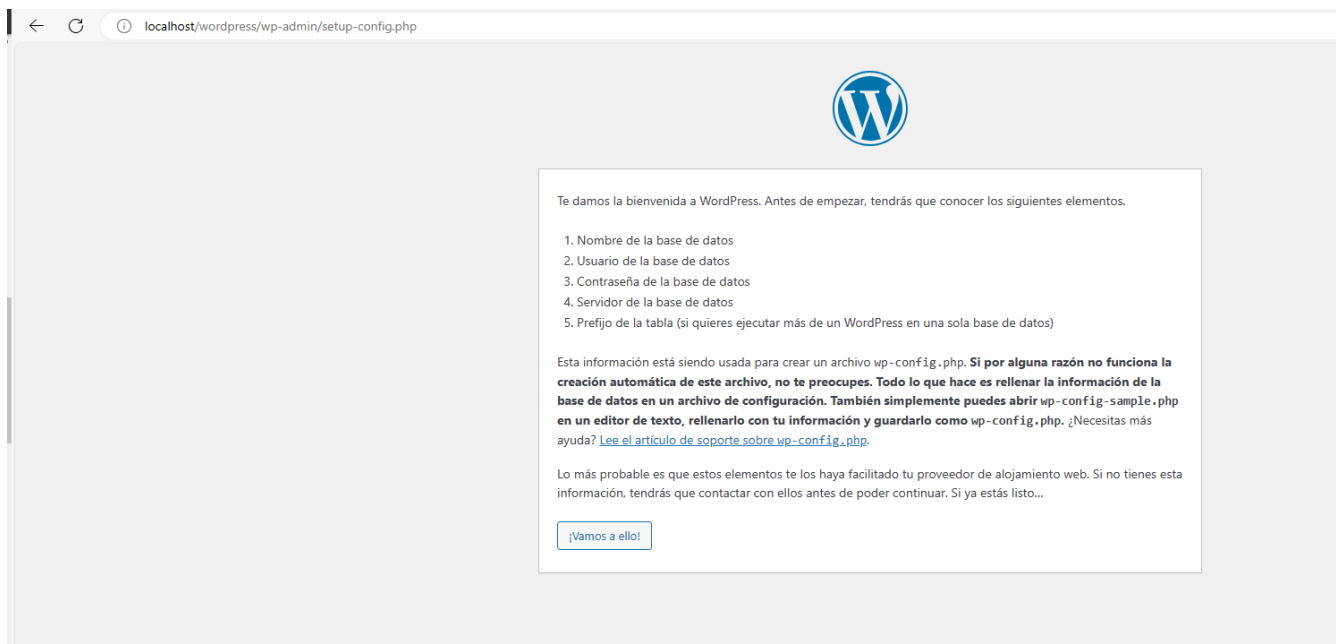 localhost/wordpress/wp-admin/setup-config.php
Te damos la bienvenida a WordPress. Antes de empezar, tendrás que conocer los siguientes elementos.
1. Nombre de la base de datos
2. Usuario de la base de datos
3. Contraseña de la base de datos
4. Servidor de la base de datos
5. Prefijo de la tabla (si quieres ejecutar más de un WordPress en una sola base de datos)
Esta información está siendo usada para crear un archivo wp-config.php. Si por alguna razón no funciona la
creación automática de este archivo, no te preocupes. Todo lo que hace es rellenar la información de la
base de datos en un archivo de configuración. También simplemente puedes abrir wp-config-sample.php
en un editor de texto, rellenarlo con tu información y guardarlo como wp-config.php. ¿Necesitas más
ayuda? Lee el artículo de soporte sobre wp-config.php.
Lo más probable es que estos elementos te los haya facilitado tu proveedor de alojamiento web. Si no tienes esta
información, tendrás que contactar con ellos antes de poder continuar. Si ya estás listo...
¡Vamos a ello!